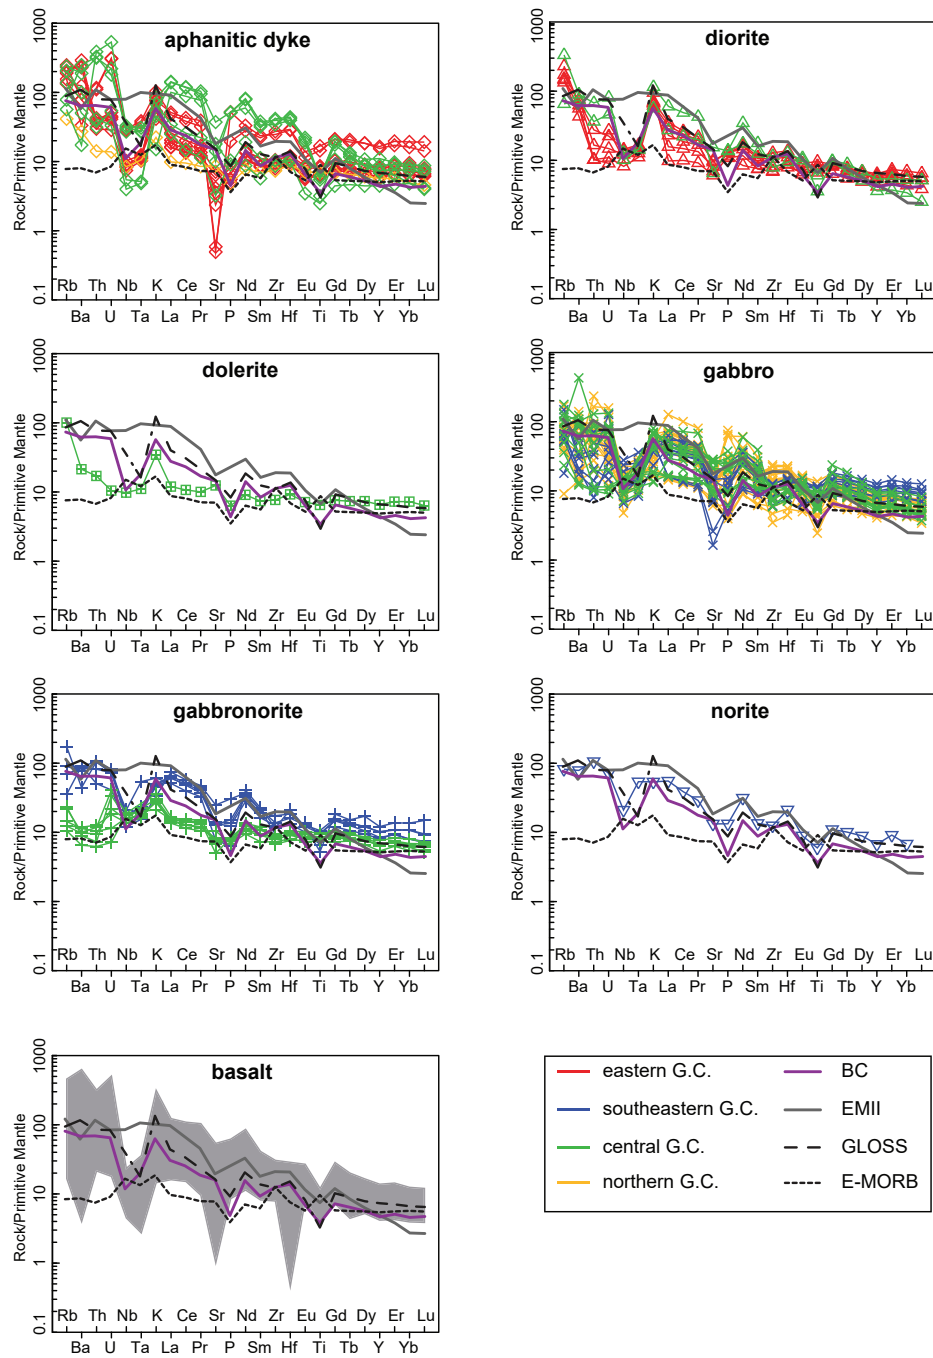 aphanitic dyke
Rock/Primitive Mantle
1000
100
10
1
0.1
Rb Th Nb K Ce Sr Nd Zr Eu Gd Dy Er Lu
Ba U Ta La Pr P Sm Hf Ti Tb Y Yb
diorite
Rock/Primitive Mantle
1000
100
10
1
0.1
Rb Th Nb K Ce Sr Nd Zr Eu Gd Dy Er Lu
Ba U Ta La Pr P Sm Hf Ti Tb Y Yb
dolerite
Rock/Primitive Mantle
1000
100
10
1
0.1
Rb Th Nb K Ce Sr Nd Zr Eu Gd Dy Er Lu
Ba U Ta La Pr P Sm Hf Ti Tb Y Yb
gabbro
Rock/Primitive Mantle
1000
100
10
1
0.1
Rb Th Nb K Ce Sr Nd Zr Eu Gd Dy Er Lu
Ba U Ta La Pr P Sm Hf Ti Tb Y Yb
gabbronorite
Rock/Primitive Mantle
1000
100
10
1
0.1
Rb Th Nb K Ce Sr Nd Zr Eu Gd Dy Er Lu
Ba U Ta La Pr P Sm Hf Ti Tb Y Yb
norite
Rock/Primitive Mantle
1000
100
10
1
0.1
Rb Th Nb K Ce Sr Nd Zr Eu Gd Dy Er Lu
Ba U Ta La Pr P Sm Hf Ti Tb Y Yb
basalt
Rock/Primitive Mantle
1000
100
10
1
0.1
Rb Th Nb K Ce Sr Nd Zr Eu Gd Dy Er Lu
Ba U Ta La Pr P Sm Hf Ti Tb Y Yb
eastern G.C.
southeastern G.C.
central G.C.
northern G.C.
BC
EMII
GLOSS
E-MORB